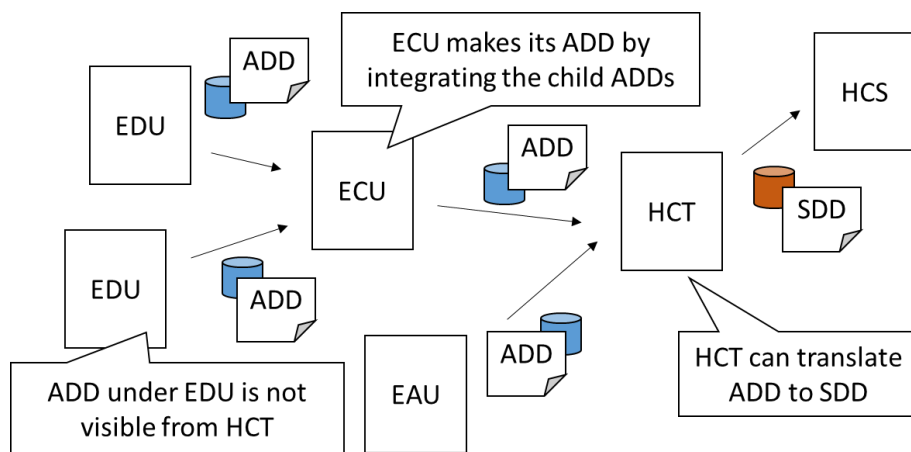 ECU makes its ADD by
integrating the child ADDs
ADD
EDU
HCS
ADD
ECU
HCT
SDD
EDU
ADD
ADD
EAU
ADD under EDU is not
visible from HCT
HCT can translate
ADD to SDD